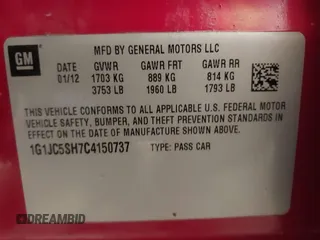 GM
MFD BY GENERAL MOTORS LLC
DATE GVWR GAWR FRT GAWR RR
01/12 1703 KG 889 KG 814 KG
3753 LB 1960 LB 1793 LB
THIS VEHICLE CONFORMS TO ALL APPLICABLE U.S. FEDERAL MOTOR
VEHICLE SAFETY, BUMPER, AND THEFT PREVENTION STANDARDS IN
EFFECT ON THE DATE OF MANUFACTURE SHOWN ABOVE.
1G1JC5SH7C4150737 TYPE: PASS CAR
DREAMBID